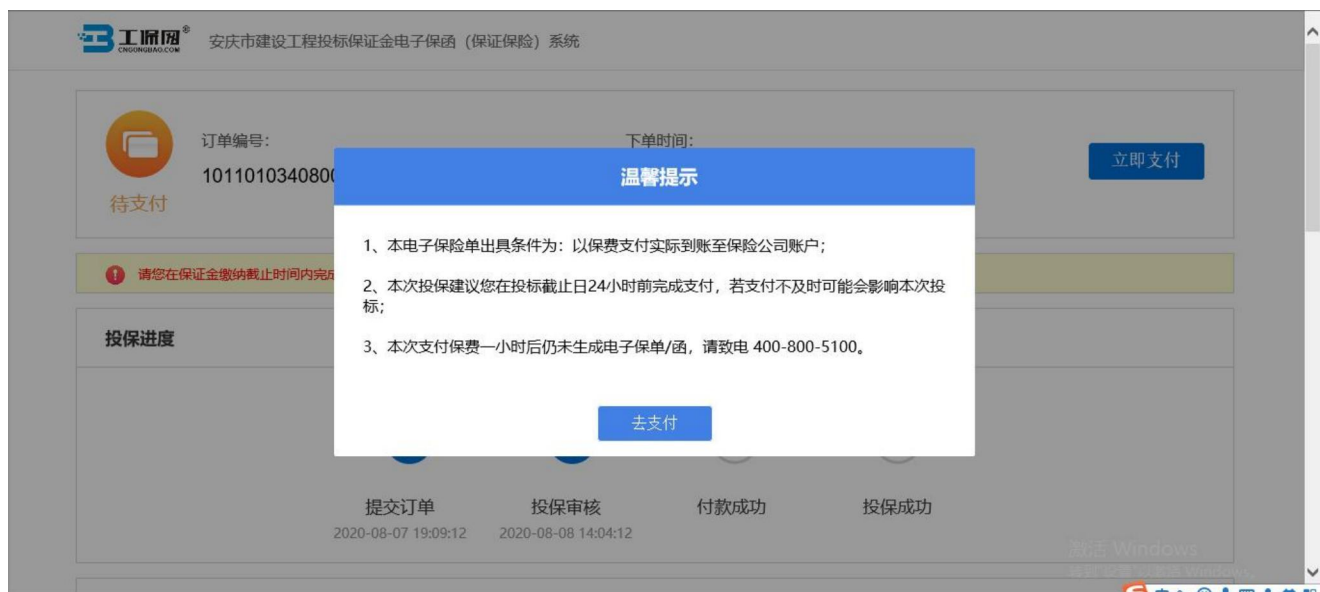 工保网®
CNGONGBAO.COM
安庆市建设工程投标保证金电子保函（保证保险）系统
订单编号：
下单时间：
1011010340800
立即支付
待支付
温馨提示
1、本电子保险单出具条件为：以保费支付实际到账至保险公司账户；
请您在保证金缴纳截止时间内完成
2、本次投保建议您在投标截止日24小时前完成支付，若支付不及时可能会影响本次投
标；
投保进度
3、本次支付保费一小时后仍未生成电子保单/函，请致电 400-800-5100。
去支付
提交订单
投保审核
付款成功
投保成功
2020-08-07 19:09:12
2020-08-08 14:04:12
激活 Windows